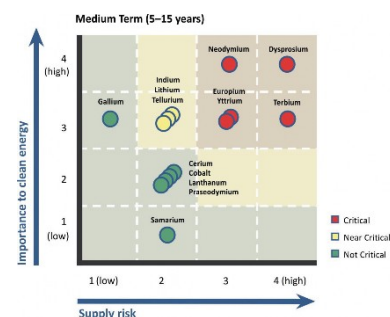 Medium Term (5–15 years)
Importance to clean energy
4
(high)
3
2
1
(low)
Neodymium
Dysprosium
Indium
Lithium
Tellurium
Gallium
Europium
Yttrium
Terbium
Cerium
Cobalt
Lanthanum
Praseodymium
Samarium
Critical
Near Critical
Not Critical
1 (low)
2
3
4 (high)
Supply risk